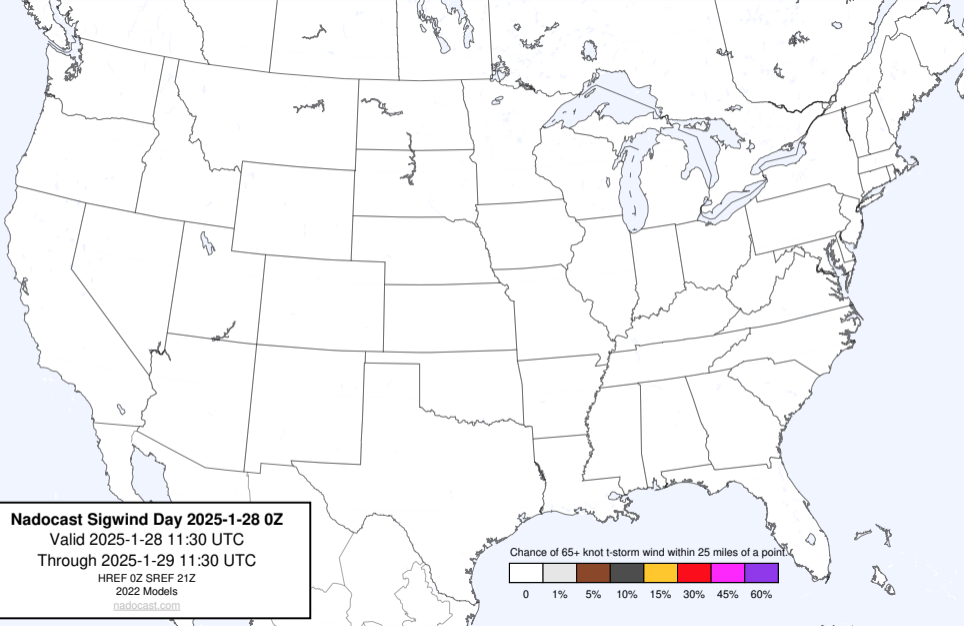 Nadocast Sigwind Day 2025-1-28 0Z
Valid 2025-1-28 11:30 UTC
Through 2025-1-29 11:30 UTC
HREF 0Z SREF 21Z
2022 Models
nadocast.com
Chance of 65+ knot t-storm wind within 25 miles of a point.
0 1% 5% 10% 15% 30% 45% 60%